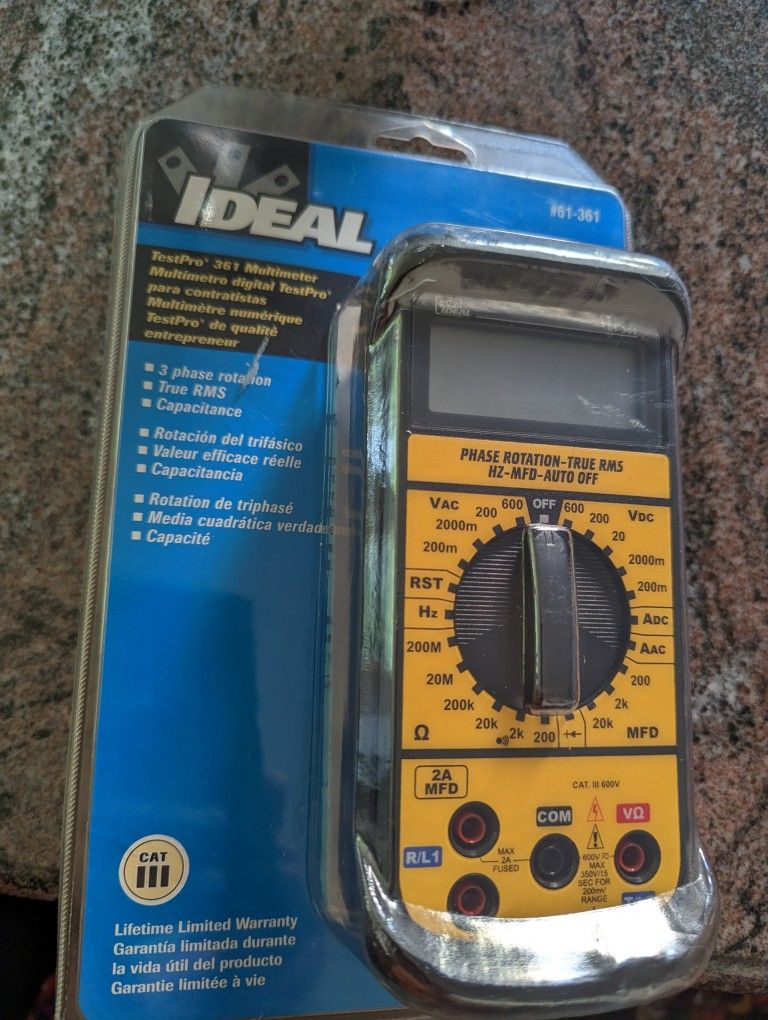 IDEAL
#61-361
TestPro® 361 Multimeter
Multímetro digital TestPro®
para contratistas
Multimètre numérique
TestPro® de qualité
entrepreneur
3 phase rotation
True RMS
Capacitance
Rotación del trifásico
Valeur efficace réelle
Capacitancia
Rotation de triphasé
Media cuadrática verdade
Capacité
CAT
III
Lifetime Limited Warranty
Garantía limitada durante
la vida útil del producto
Garantie limitée à vie
IDEAL
PHASE ROTATION-TRUE RMS
HZ-MFD-AUTO OFF
VAC
600
OFF
600
VDC
200
200
2000m
20
200m
2000m
RST
200m
Hz
ADC
200M
AAC
20M
200
200k
2k
20k
20k
2k
200
Ω
MFD
2A
MFD
CAT. III 600V
COM
VΩ
R/L1
MAX
2A
FUSED
600V
MAX
350V/15
SEC FOR
200mV
RANGE